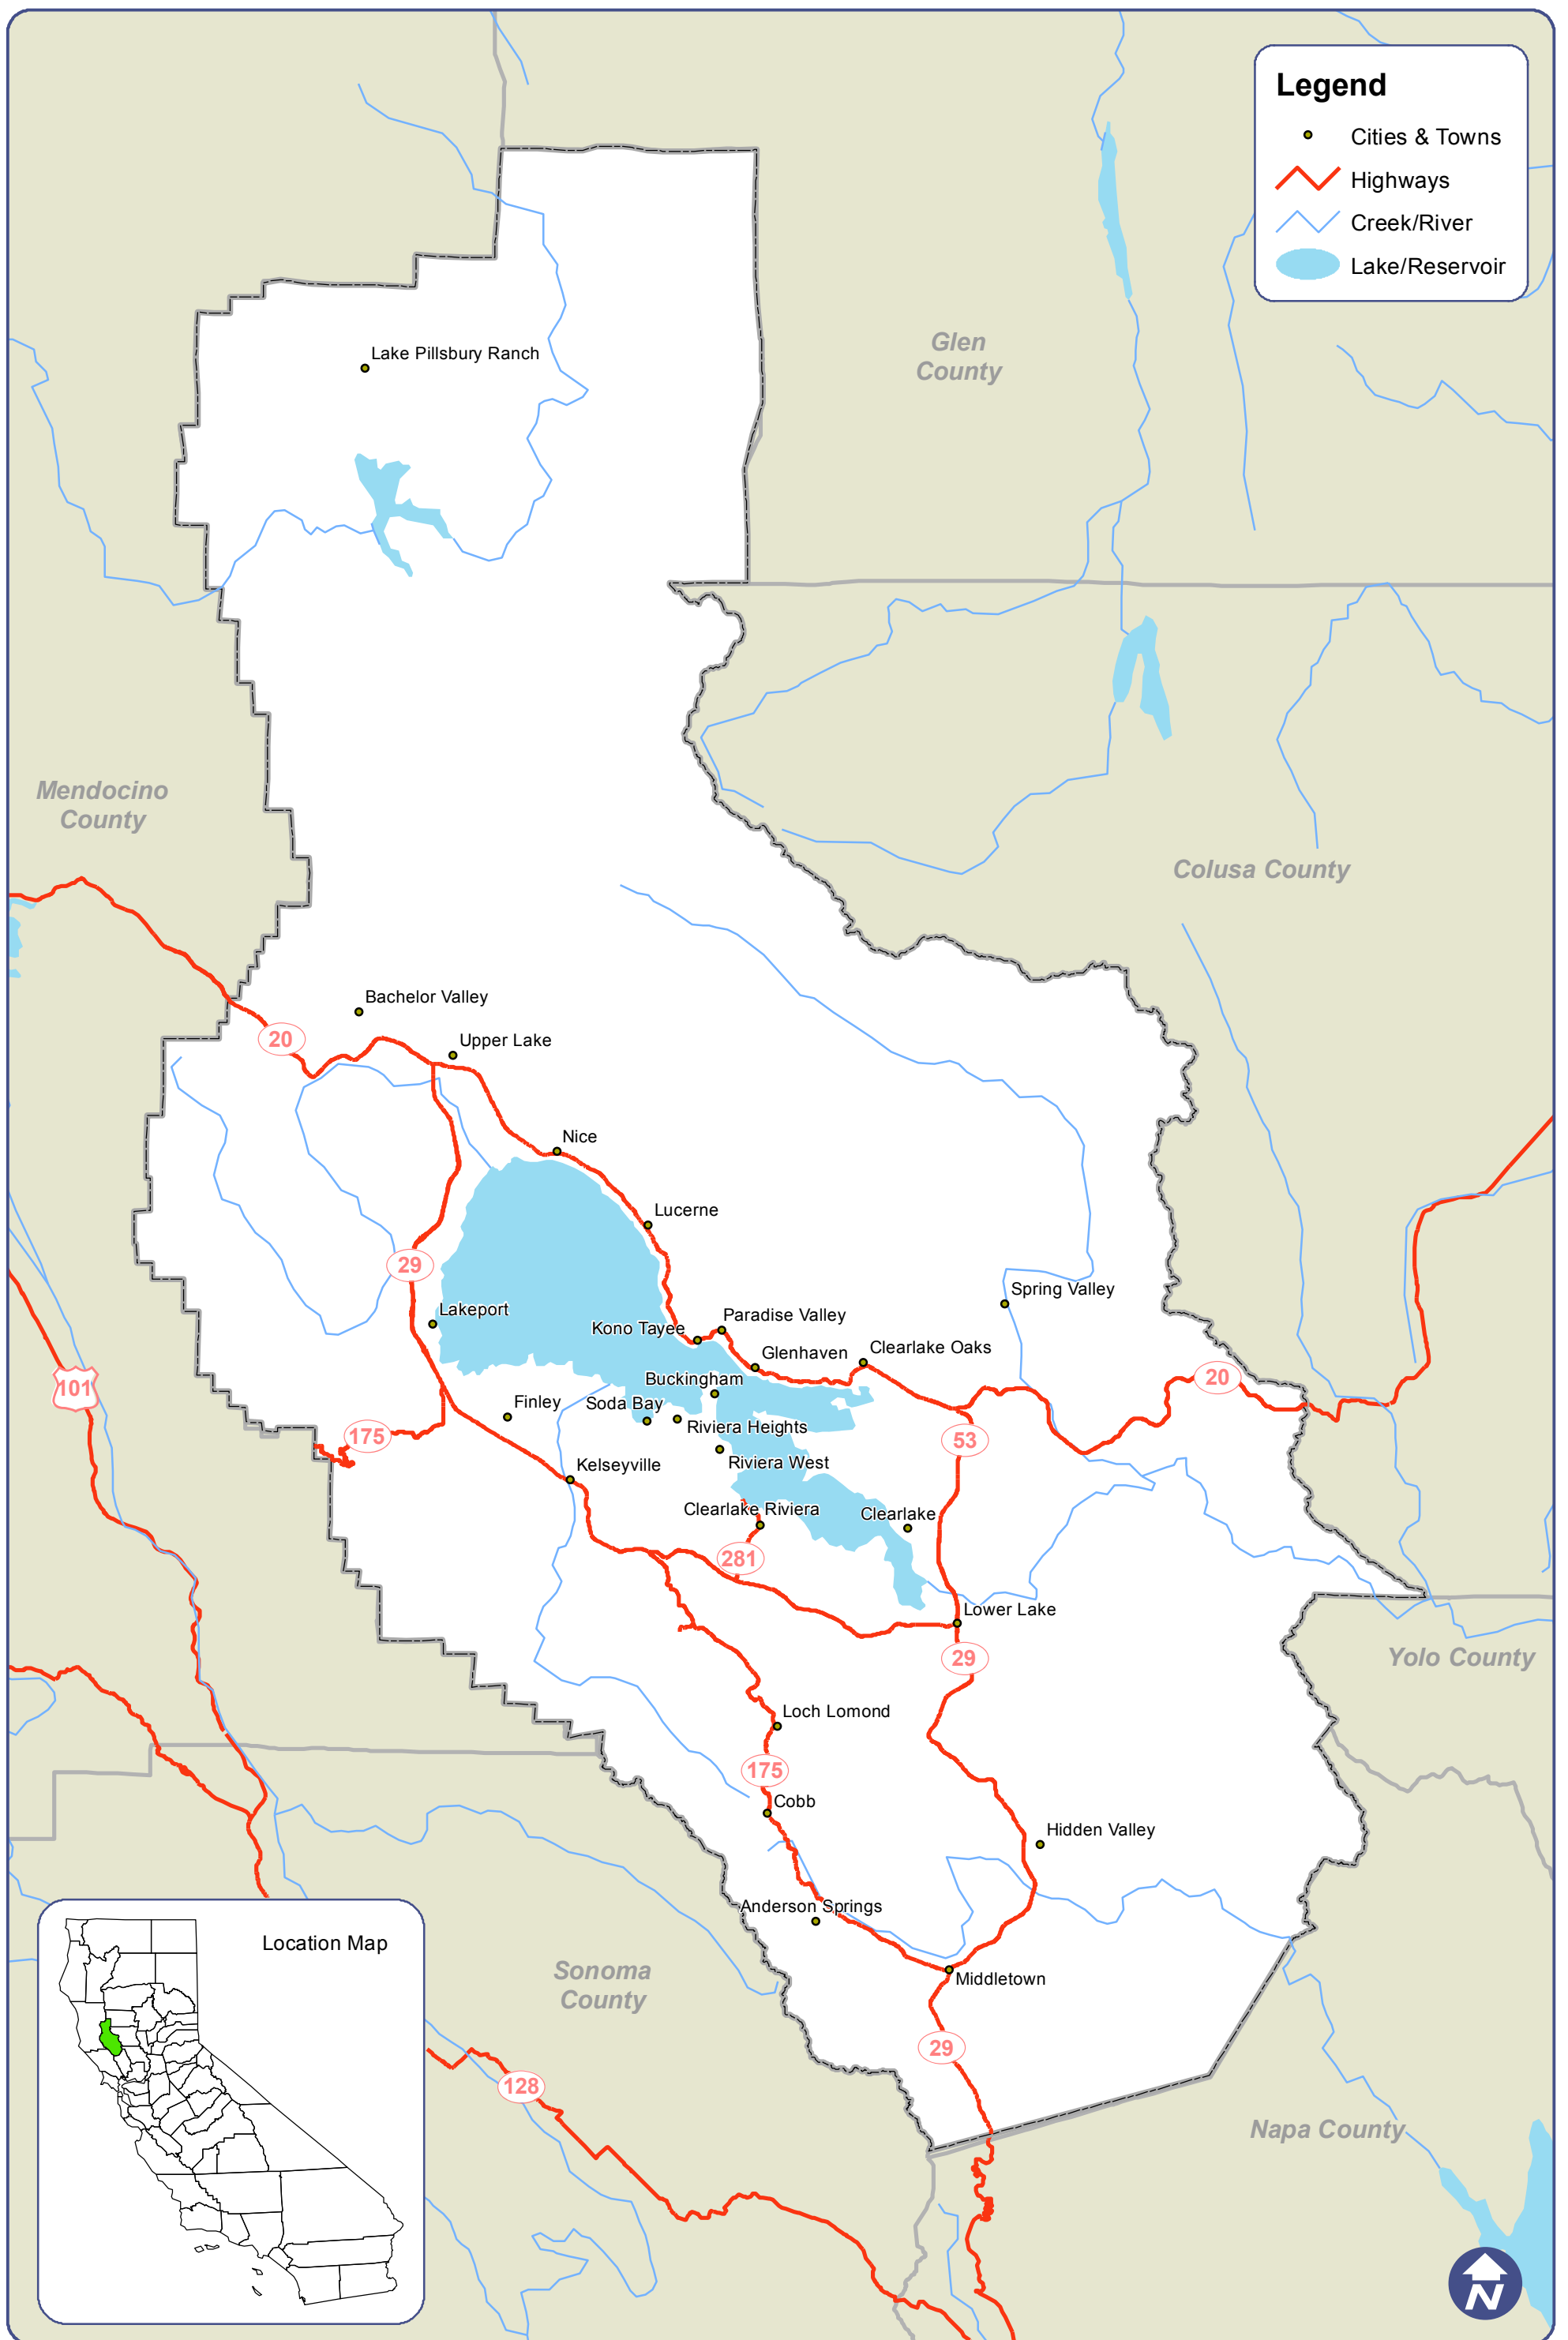 Legend
Cities & Towns
Highways
Creek/River
Lake/Reservoir
Lake Pillsbury Ranch
Glen
County
Mendocino
County
Colusa County
Bachelor Valley
20
Upper Lake
Nice
Lucerne
29
Spring Valley
Lakeport
Paradise Valley
Kono Tayee
Glenhaven
Clearlake Oaks
Buckingham
20
101
Finley
Soda Bay
Riviera Heights
175
53
Kelseyville
Riviera West
Clearlake Riviera
Clearlake
281
Lower Lake
29
Yolo County
Loch Lomond
175
Cobb
Hidden Valley
Anderson Springs
Location Map
Sonoma
County
Middletown
29
128
Napa County
N